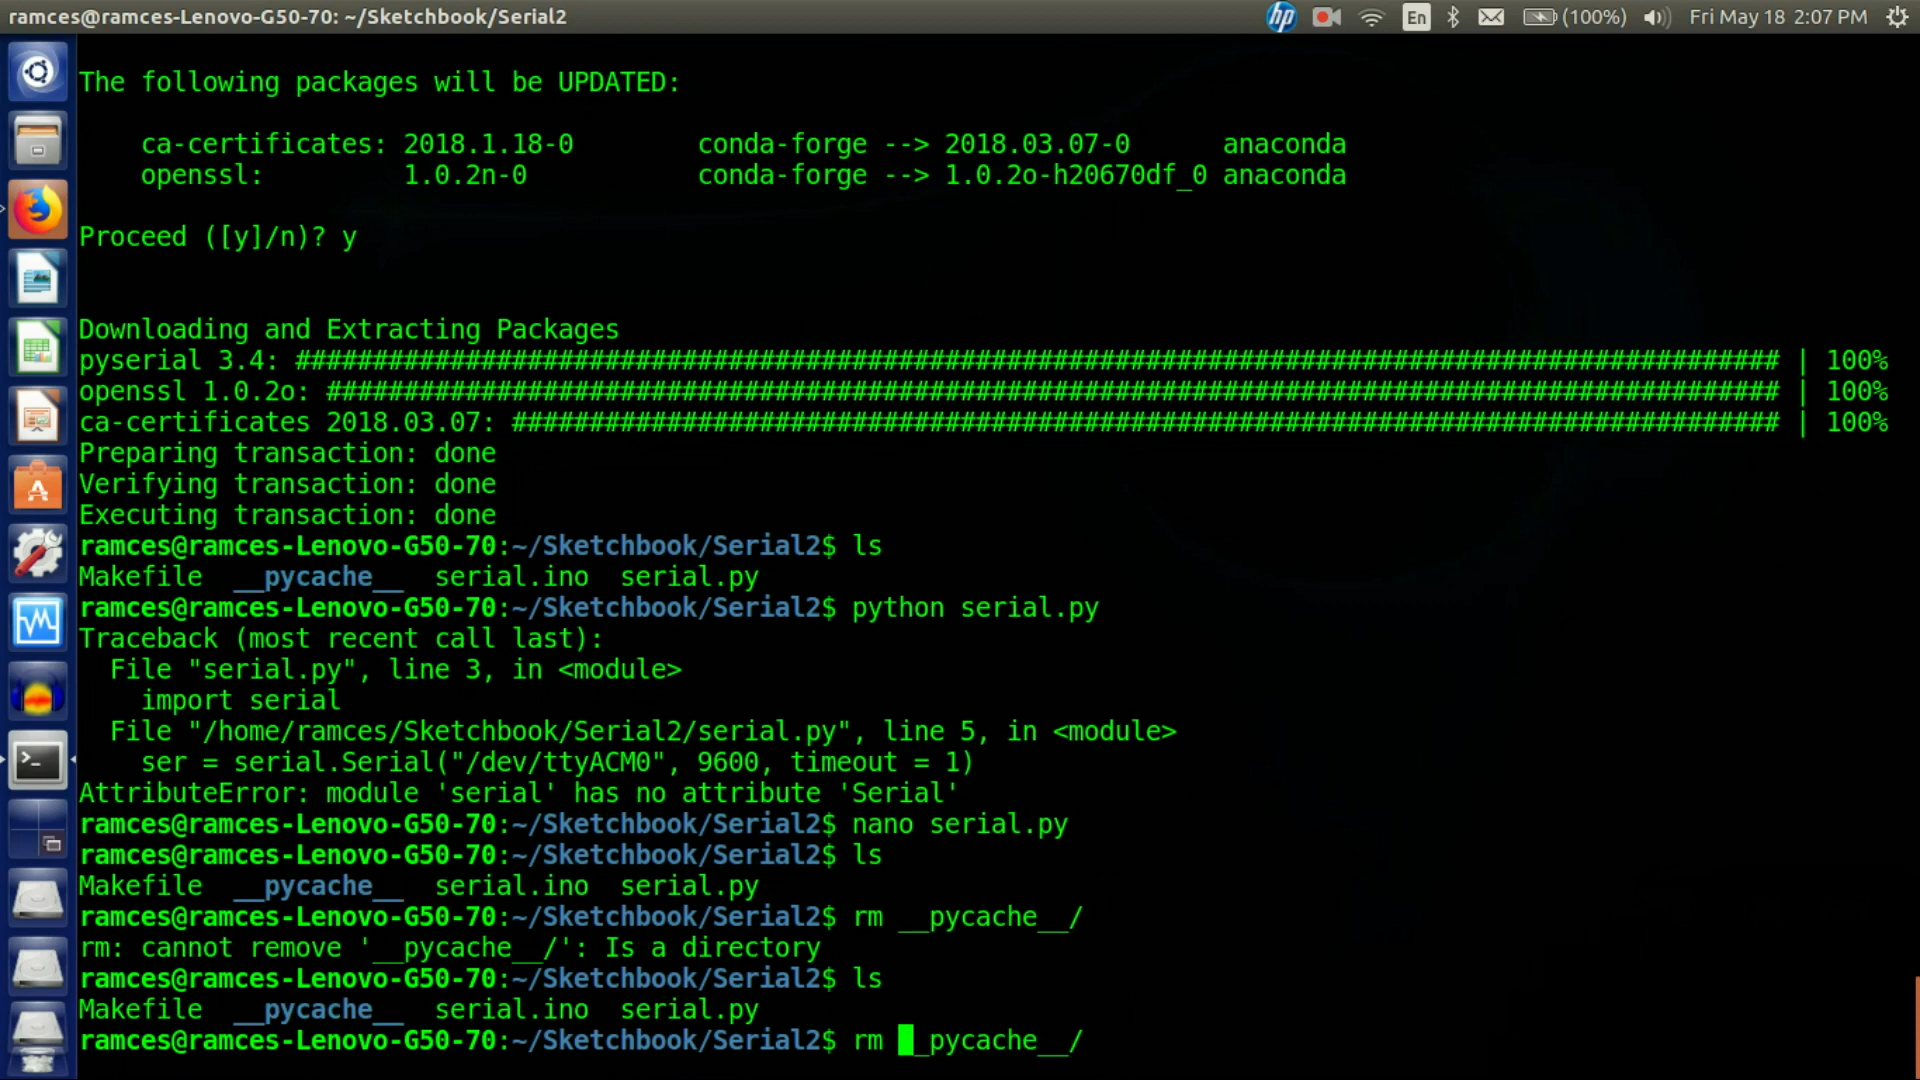 ramces@ramces-Lenovo-G50-70: ~/Sketchbook/Serial2 hp En (100%) Fri May 18 2:07 PM
The following packages will be UPDATED:
ca-certificates: 2018.1.18-0 conda-forge --> 2018.03.07-0 anaconda
openssl: 1.0.2n-0 conda-forge --> 1.0.2o-h20670df_0 anaconda
Proceed ([y]/n)? y
Downloading and Extracting Packages
pyserial 3.4: ################################################################################################ | 100%
openssl 1.0.2o: ############################################################################################## | 100%
ca-certificates 2018.03.07: ################################################################################## | 100%
Preparing transaction: done
Verifying transaction: done
Executing transaction: done
ramces@ramces-Lenovo-G50-70:~/Sketchbook/Serial2$ ls
Makefile  __pycache__  serial.ino  serial.py
ramces@ramces-Lenovo-G50-70:~/Sketchbook/Serial2$ python serial.py
Traceback (most recent call last):
  File "serial.py", line 3, in <module>
    import serial
  File "/home/ramces/Sketchbook/Serial2/serial.py", line 5, in <module>
    ser = serial.Serial("/dev/ttyACM0", 9600, timeout = 1)
AttributeError: module 'serial' has no attribute 'Serial'
ramces@ramces-Lenovo-G50-70:~/Sketchbook/Serial2$ nano serial.py
ramces@ramces-Lenovo-G50-70:~/Sketchbook/Serial2$ ls
Makefile  __pycache__  serial.ino  serial.py
ramces@ramces-Lenovo-G50-70:~/Sketchbook/Serial2$ rm __pycache__/
rm: cannot remove '__pycache__/': Is a directory
ramces@ramces-Lenovo-G50-70:~/Sketchbook/Serial2$ ls
Makefile  __pycache__  serial.ino  serial.py
ramces@ramces-Lenovo-G50-70:~/Sketchbook/Serial2$ rm __pycache__/